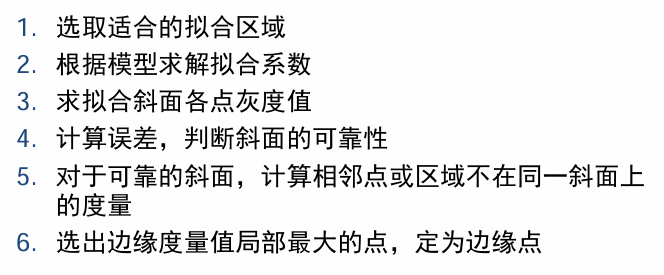 1. 选取适合的拟合区域
2. 根据模型求解拟合系数
3. 求拟合斜面各点灰度值
4. 计算误差，判断斜面的可靠性
5. 对于可靠的斜面，计算相邻点或区域不在同一斜面上
的度量
6. 选出边缘度量值局部最大的点，定为边缘点